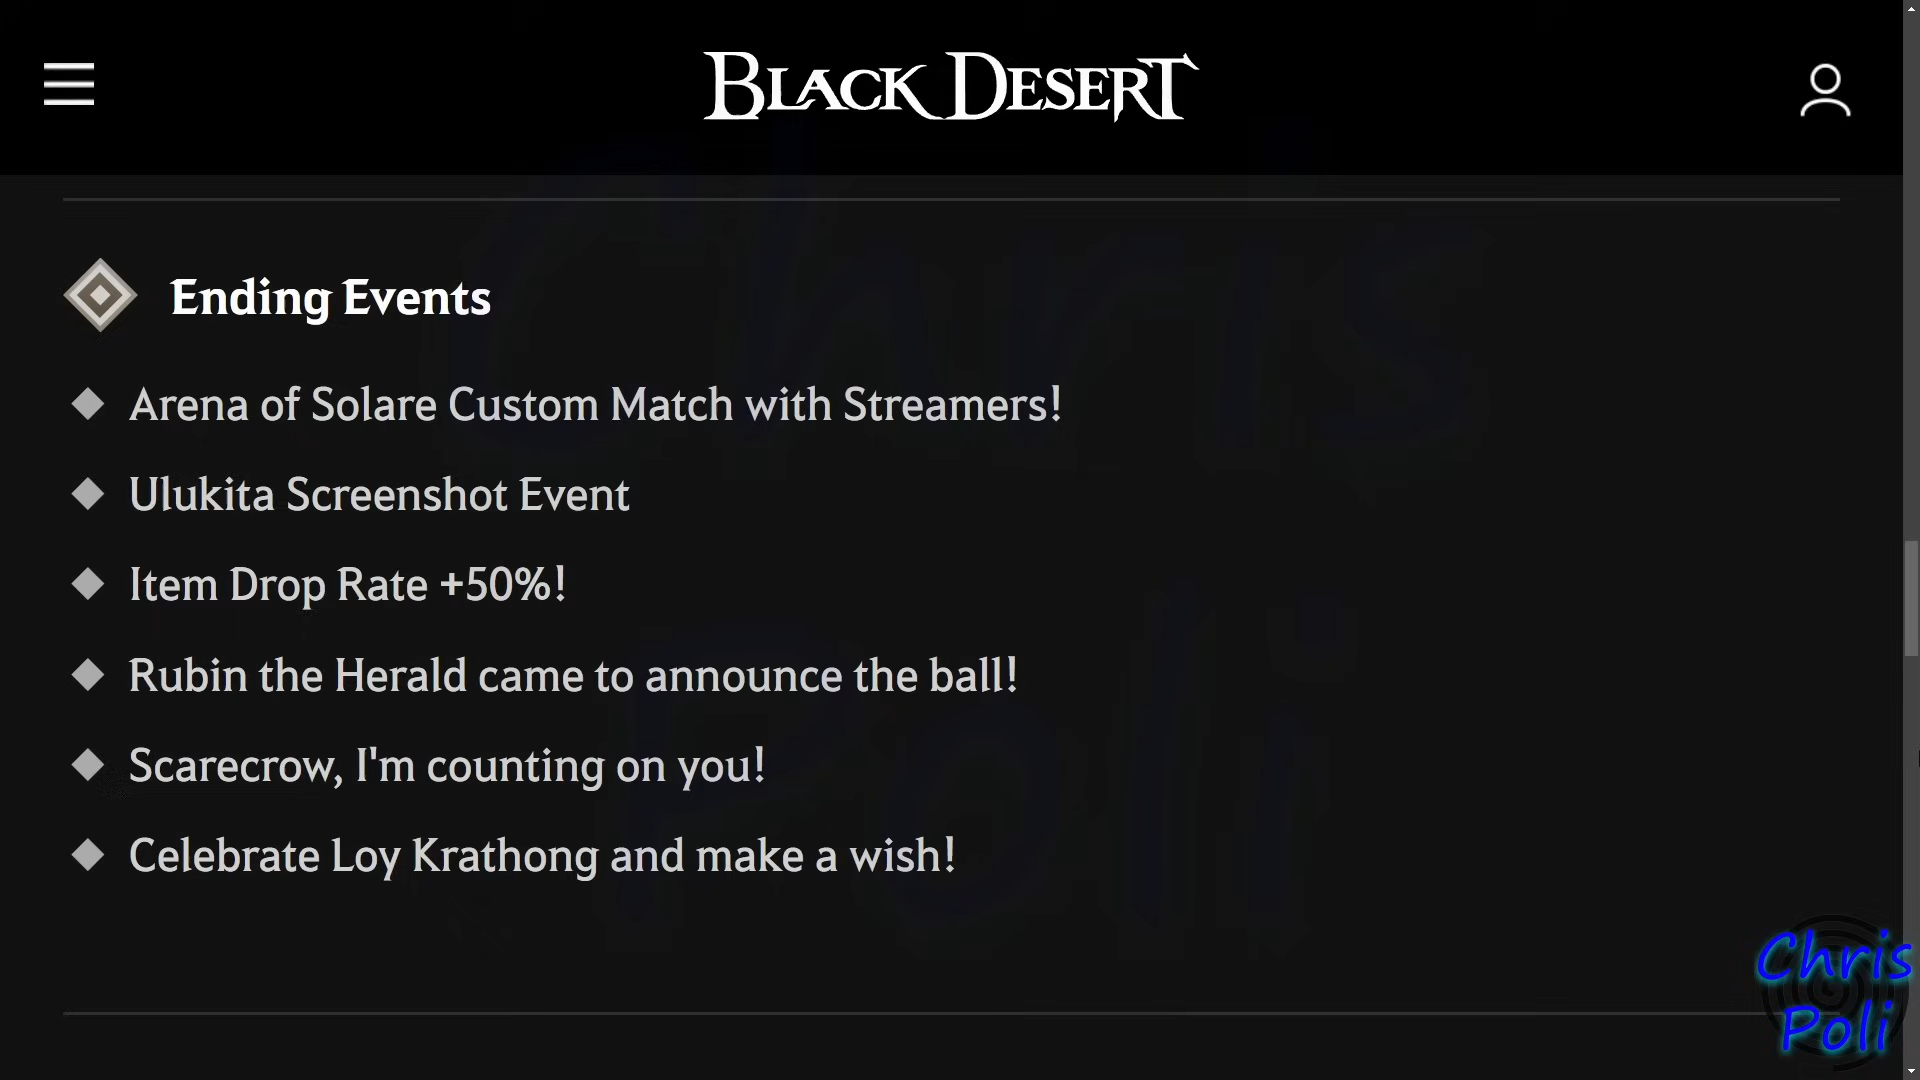 BLACK DESERT
Ending Events
Arena of Solare Custom Match with Streamers!
Ulukita Screenshot Event
Item Drop Rate +50%!
Rubin the Herald came to announce the ball!
Scarecrow, I'm counting on you!
Celebrate Loy Krathong and make a wish!
Chris
Poli